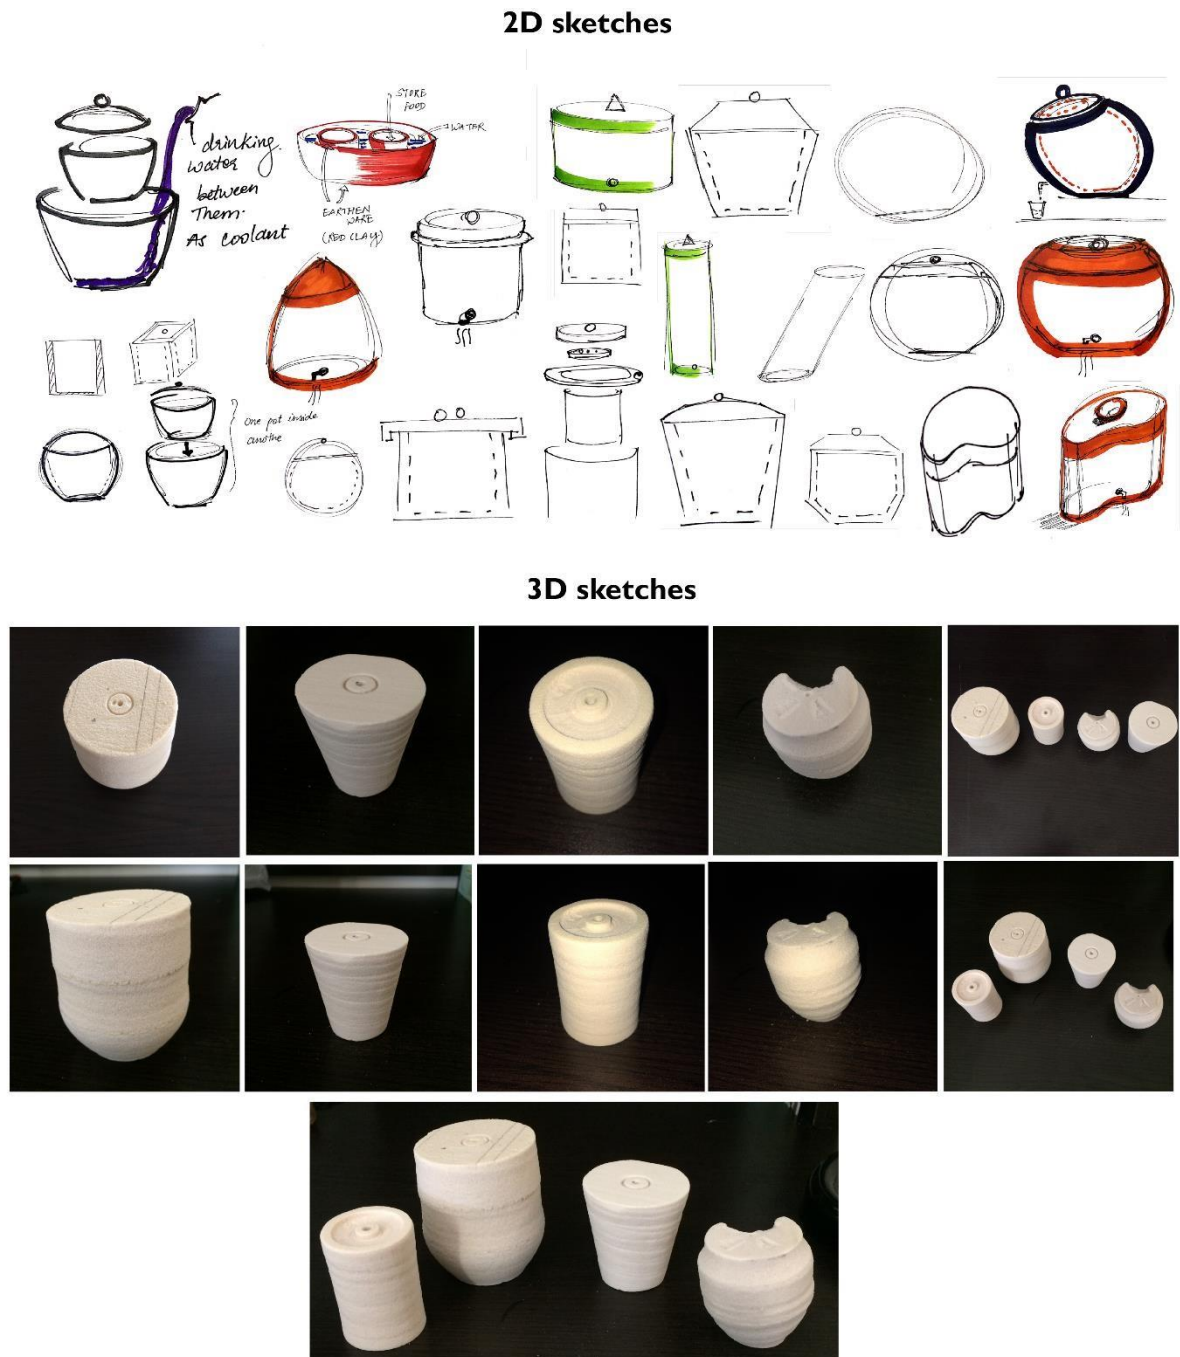 2D sketches
drinking.
water
between
Them.
As coolant
STORE
FOOD
WATER
EARTHEN
WARE
(RED CLAY)
one pot inside
anothe
3D sketches